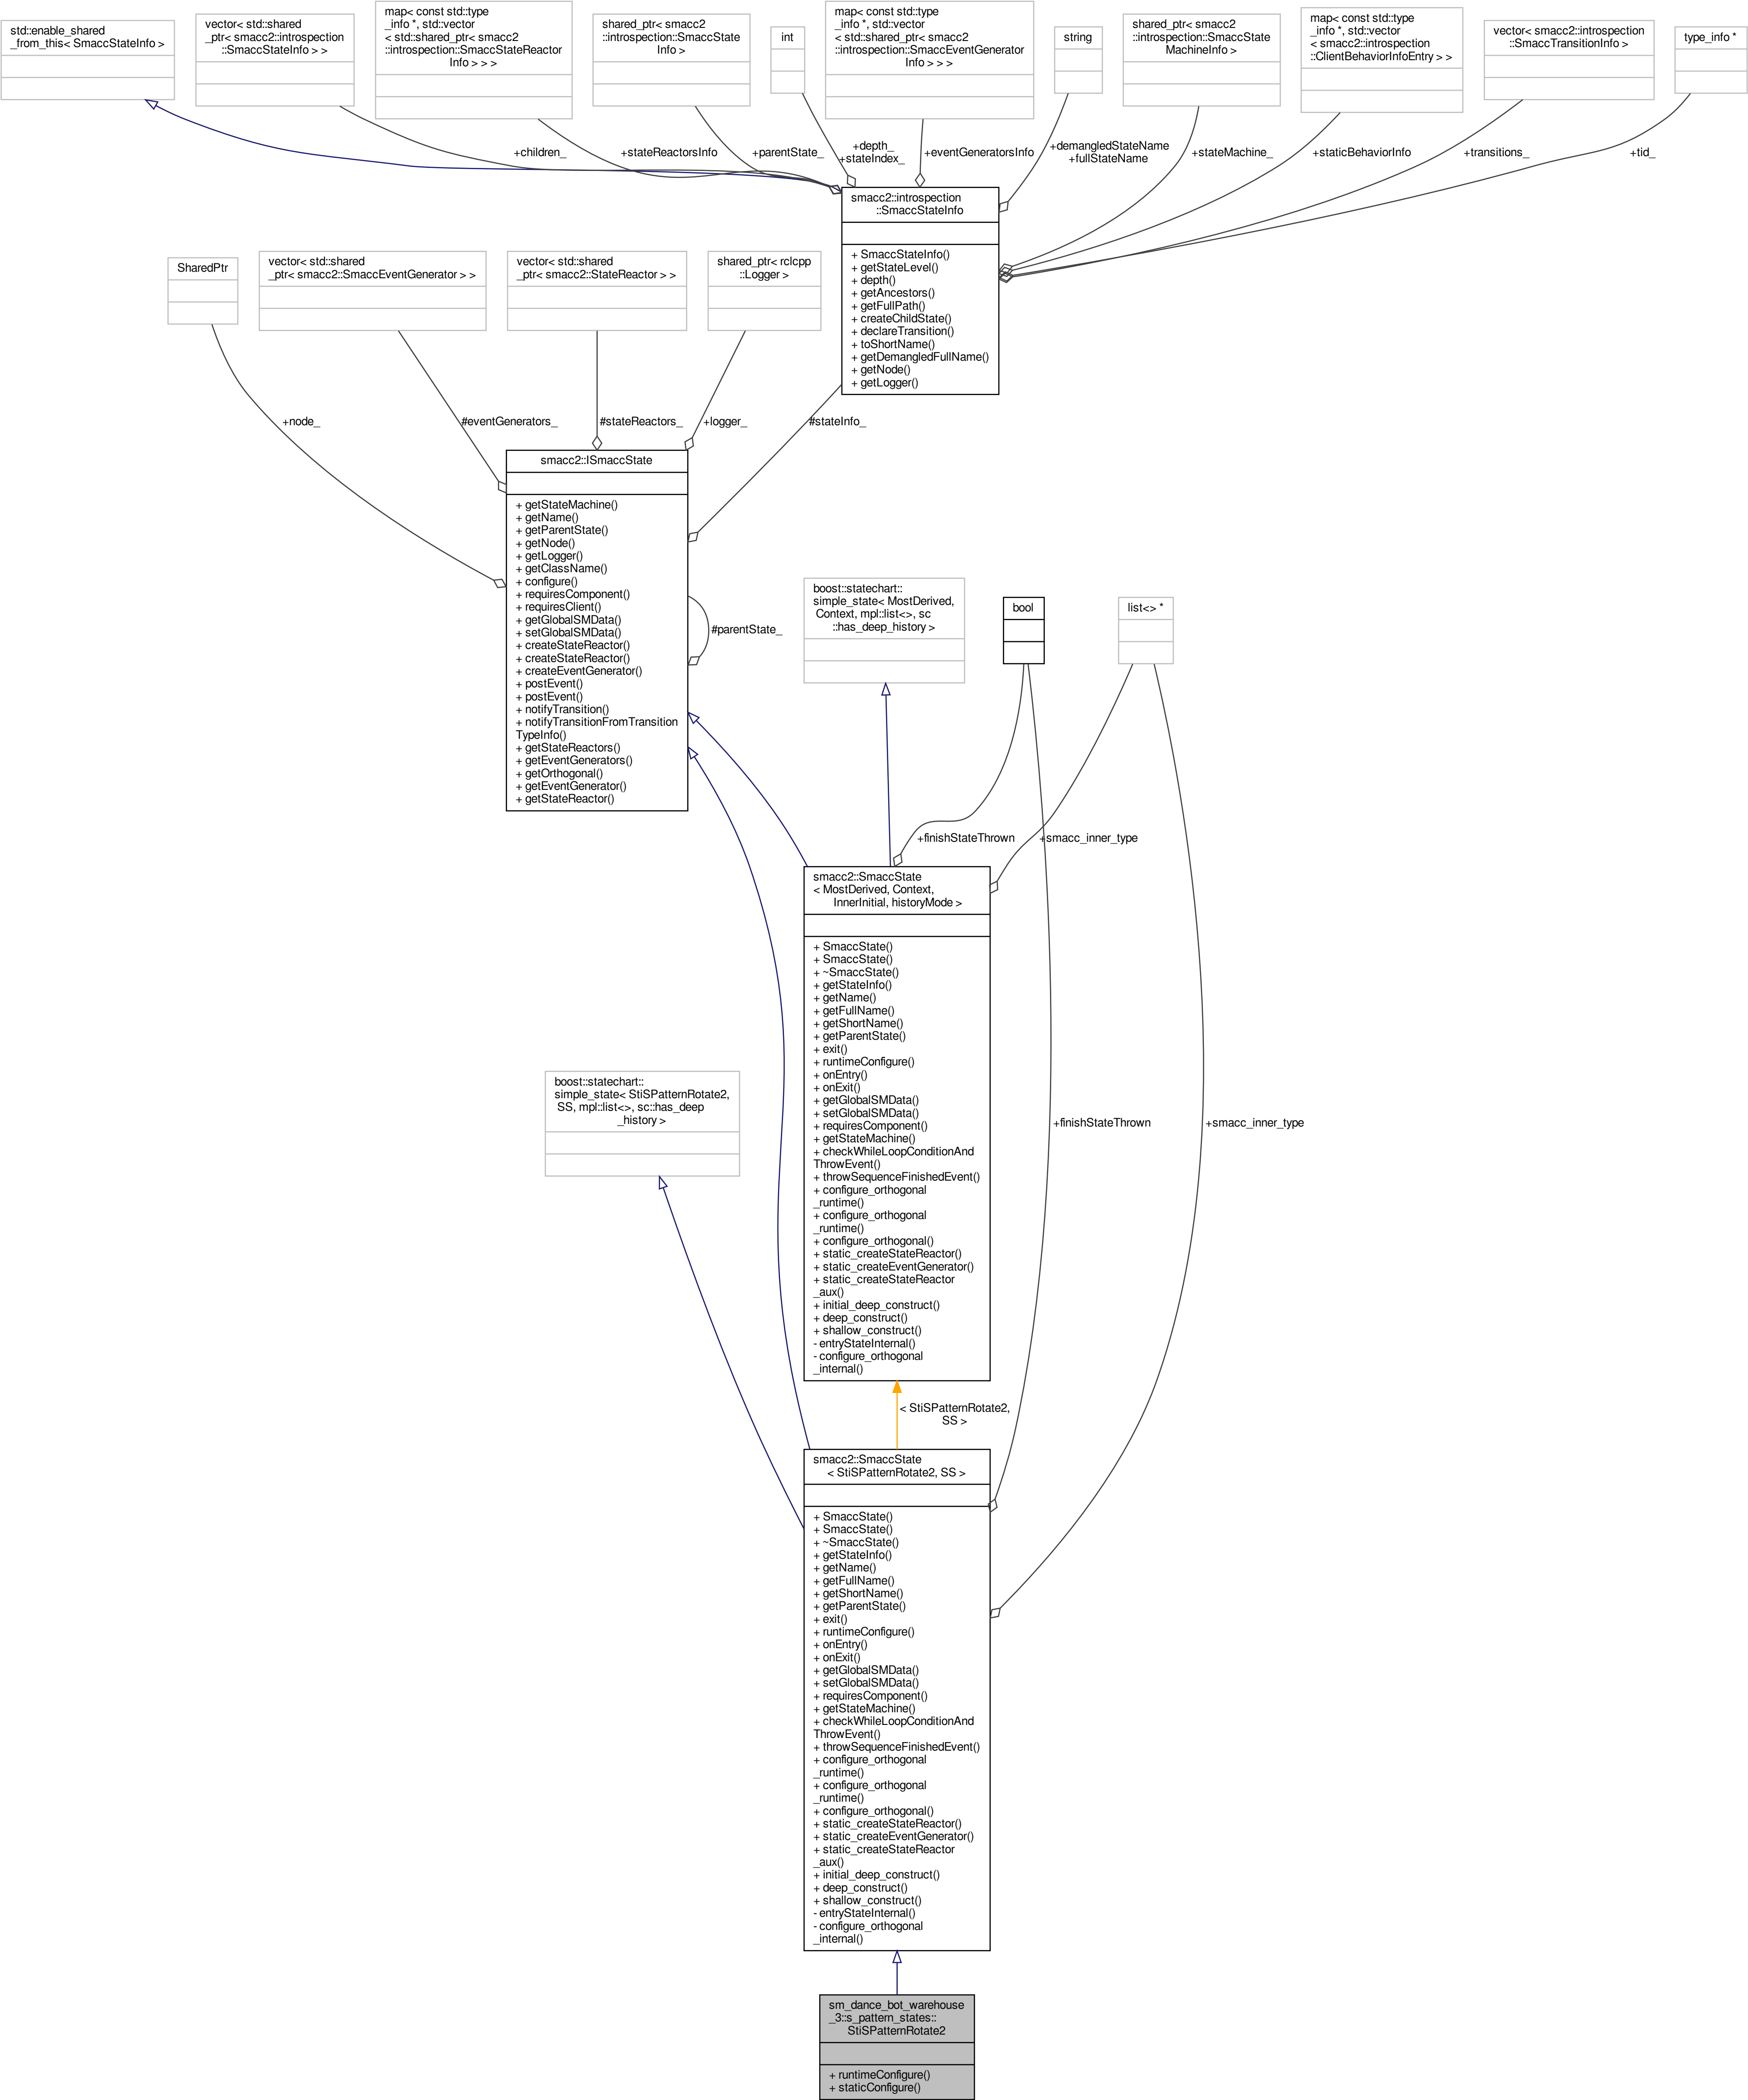 std::enable_shared
_from_this< SmaccStateInfo >
vector< std::shared
_ptr< smacc2::introspection
::SmaccStateInfo > >
map< const std::type
_info *, std::vector
< std::shared_ptr< smacc2
::introspection::SmaccStateReactor
Info > > >
shared_ptr< smacc2
::introspection::SmaccState
Info >
int
map< const std::type
_info *, std::vector
< std::shared_ptr< smacc2
::introspection::SmaccEventGenerator
Info > > >
string
shared_ptr< smacc2
::introspection::SmaccState
MachineInfo >
map< const std::type
_info *, std::vector
< smacc2::introspection
::ClientBehaviorInfoEntry > >
vector< smacc2::introspection
::SmaccTransitionInfo >
type_info *
+children_
+stateReactorsInfo
+parentState_
+depth_
+stateIndex_
+eventGeneratorsInfo
+demangledStateName
+fullStateName
+stateMachine_
+staticBehaviorInfo
+transitions_
+tid_
smacc2::introspection
::SmaccStateInfo
+ SmaccStateInfo()
+ getStateLevel()
+ depth()
+ getAncestors()
+ getFullPath()
+ createChildState()
+ declareTransition()
+ toShortName()
+ getDemangledFullName()
+ getNode()
+ getLogger()
SharedPtr
vector< std::shared
_ptr< smacc2::SmaccEventGenerator > >
vector< std::shared
_ptr< smacc2::StateReactor > >
shared_ptr< rclcpp
::Logger >
+node_
#eventGenerators_
#stateReactors_
+logger_
#stateInfo_
smacc2::ISmaccState
+ getStateMachine()
+ getName()
+ getParentState()
+ getNode()
+ getLogger()
+ getClassName()
+ configure()
+ requiresComponent()
+ requiresClient()
+ getGlobalSMData()
+ setGlobalSMData()
+ createStateReactor()
+ createStateReactor()
+ createEventGenerator()
+ postEvent()
+ postEvent()
+ notifyTransition()
+ notifyTransitionFromTransition
TypeInfo()
+ getStateReactors()
+ getEventGenerators()
+ getOrthogonal()
+ getEventGenerator()
+ getStateReactor()
#parentState_
boost::statechart::
simple_state< MostDerived,
Context, mpl::list<>, sc
::has_deep_history >
bool
list<> *
+finishStateThrown
+smacc_inner_type
smacc2::SmaccState
< MostDerived, Context,
InnerInitial, historyMode >
+ SmaccState()
+ SmaccState()
+ ~SmaccState()
+ getStateInfo()
+ getName()
+ getFullName()
+ getShortName()
+ getParentState()
+ exit()
+ runtimeConfigure()
+ onEntry()
+ onExit()
+ getGlobalSMData()
+ setGlobalSMData()
+ requiresComponent()
+ getStateMachine()
+ checkWhileLoopConditionAnd
ThrowEvent()
+ throwSequenceFinishedEvent()
+ configure_orthogonal
_runtime()
+ configure_orthogonal
_runtime()
+ configure_orthogonal()
+ static_createStateReactor()
+ static_createEventGenerator()
+ static_createStateReactor
_aux()
+ initial_deep_construct()
+ deep_construct()
+ shallow_construct()
- entryStateInternal()
- configure_orthogonal
_internal()
boost::statechart::
simple_state< StiSPatternRotate2,
SS, mpl::list<>, sc::has_deep
_history >
+finishStateThrown
+smacc_inner_type
< StiSPatternRotate2,
SS >
smacc2::SmaccState
< StiSPatternRotate2, SS >
+ SmaccState()
+ SmaccState()
+ ~SmaccState()
+ getStateInfo()
+ getName()
+ getFullName()
+ getShortName()
+ getParentState()
+ exit()
+ runtimeConfigure()
+ onEntry()
+ onExit()
+ getGlobalSMData()
+ setGlobalSMData()
+ requiresComponent()
+ getStateMachine()
+ checkWhileLoopConditionAnd
ThrowEvent()
+ throwSequenceFinishedEvent()
+ configure_orthogonal
_runtime()
+ configure_orthogonal
_runtime()
+ configure_orthogonal()
+ static_createStateReactor()
+ static_createEventGenerator()
+ static_createStateReactor
_aux()
+ initial_deep_construct()
+ deep_construct()
+ shallow_construct()
- entryStateInternal()
- configure_orthogonal
_internal()
sm_dance_bot_warehouse
_3::s_pattern_states::
StiSPatternRotate2
+ runtimeConfigure()
+ staticConfigure()